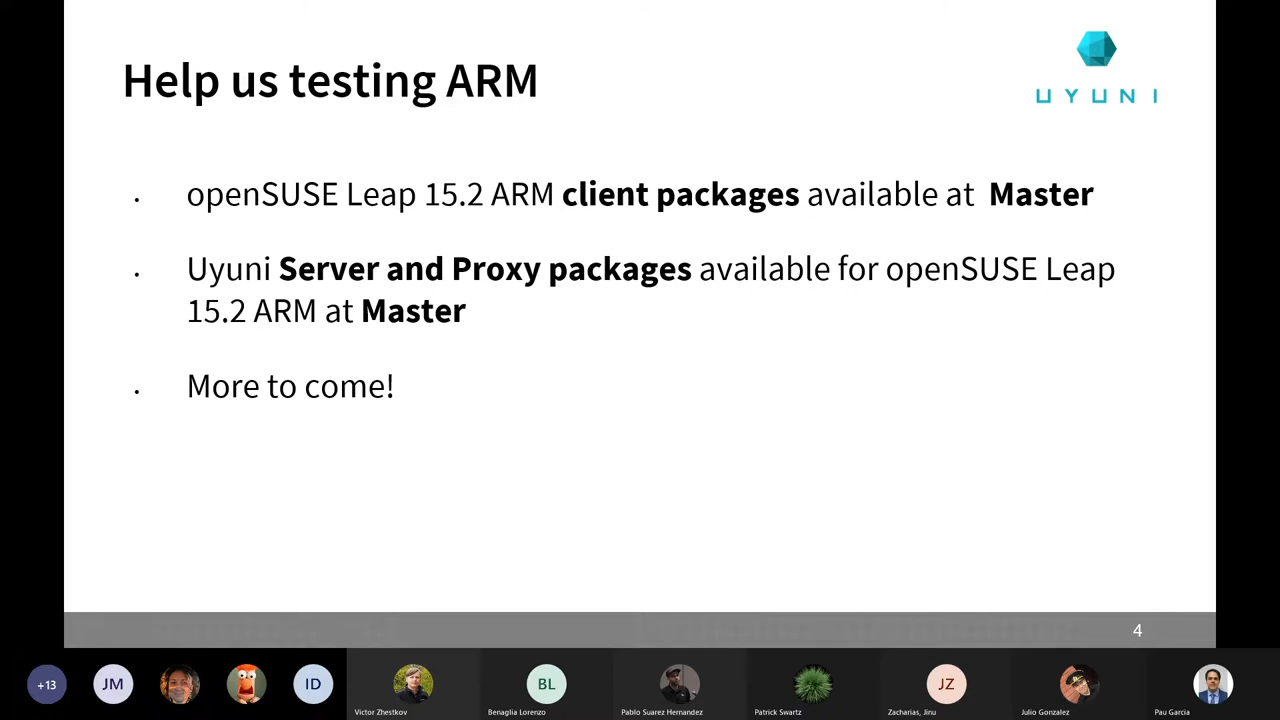 Help us testing ARM
UYUNI
• openSUSE Leap 15.2 ARM client packages available at  Master
• Uyuni Server and Proxy packages available for openSUSE Leap
15.2 ARM at Master
• More to come!
4
+13
JM
ID
BL
JZ
Victor Zhestkov
Benaglia Lorenzo
Pablo Suarez Hernandez
Patrick Swartz
Zacharias, Jinu
Julio Gonzalez
Pau Garcia